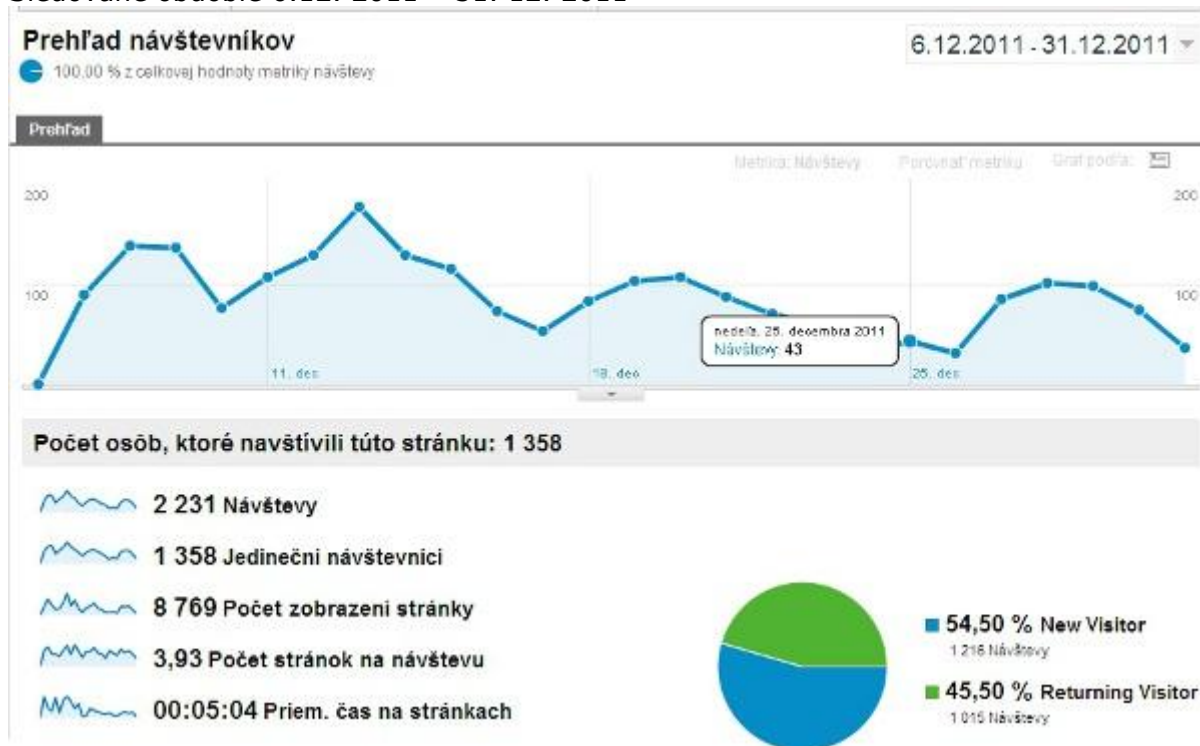 Prehľad návštevníkov
6.12.2011 - 31.12.2011
100,00 % z celkovej hodnoty metriky návštevy
Prehľad
Metrika: Návštevy Porovnať metriku Graf podľa:
200 200
100 100
nedeľa, 25. decembra 2011
Návštevy: 43
11. dec 18. dec 25. dec
Počet osôb, ktoré navštívili túto stránku: 1 358
2 231 Návštevy
1 358 Jedineční návštevníci
8 769 Počet zobrazení stránky
3,93 Počet stránok na návštevu
00:05:04 Priem. čas na stránkach
54,50 % New Visitor
1 216 Návštevy
45,50 % Returning Visitor
1 015 Návštevy